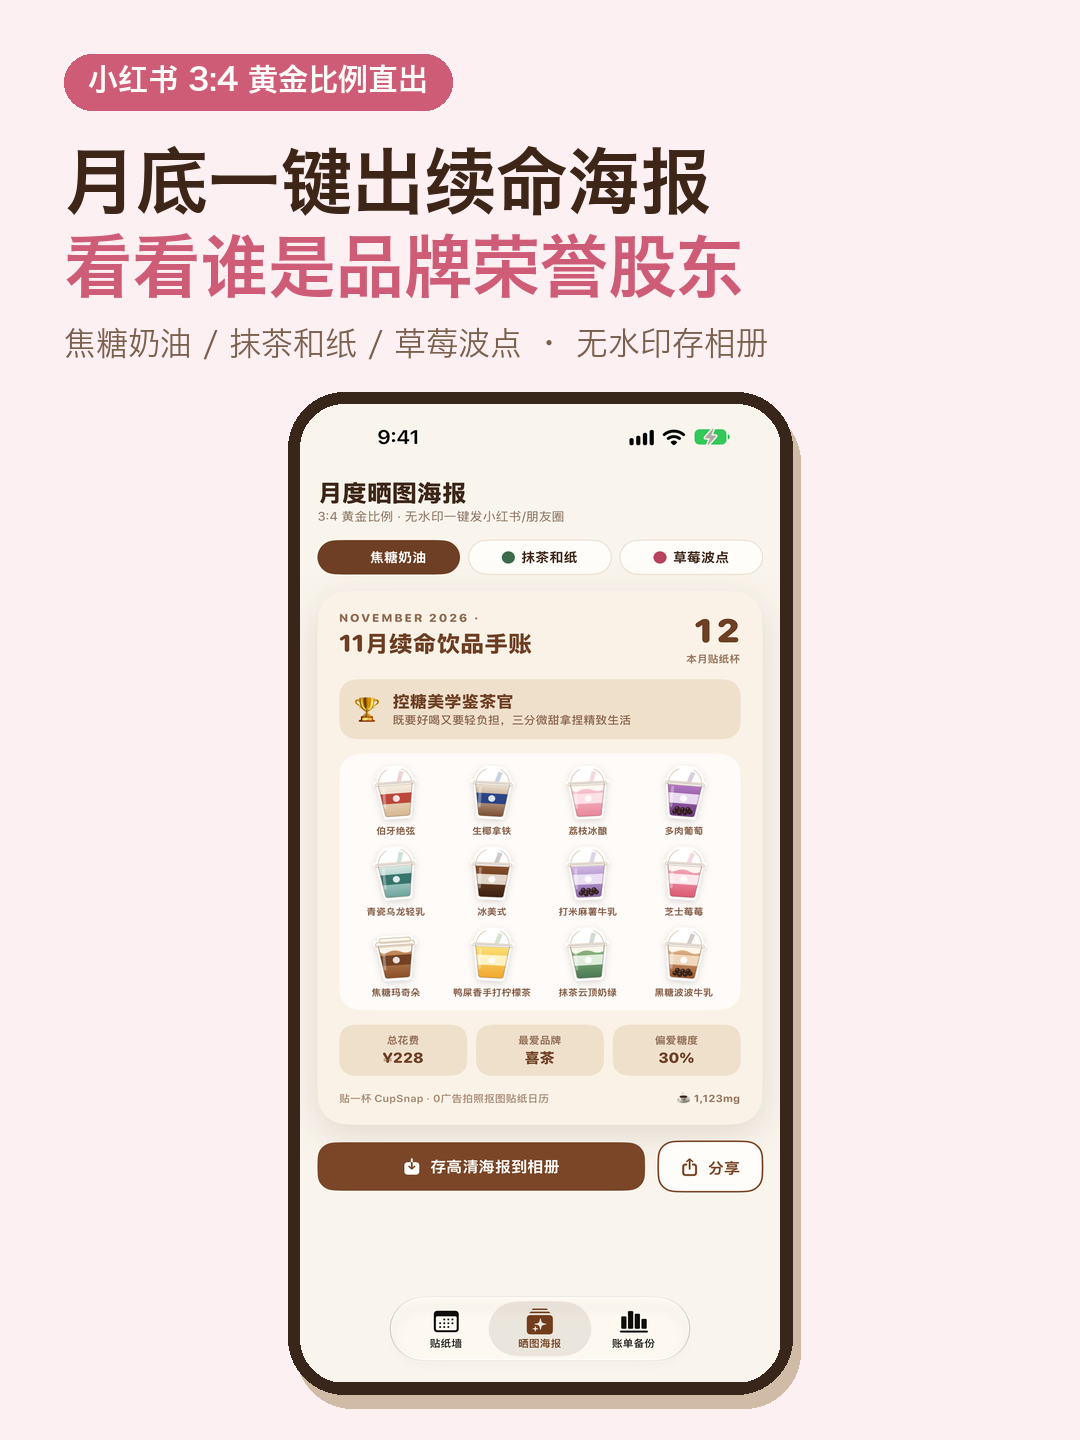 小红书 3:4 黄金比例直出
月底一键出续命海报
看看谁是品牌荣誉股东
焦糖奶油 / 抹茶和纸 / 草莓波点 · 无水印存相册
9:41
月度晒图海报
3:4 黄金比例 · 无水印一键发小红书/朋友圈
焦糖奶油 抹茶和纸 草莓波点
NOVEMBER 2026 ·
11月续命饮品手账
12
本月贴纸杯
控糖美学鉴茶官
既要好喝又要轻负担，三分微甜拿捏精致生活
伯牙绝弦 生椰拿铁 荔枝冰酿 多肉葡萄
青瓷乌龙轻乳 冰美式 打米麻薯牛乳 芝士莓莓
焦糖玛奇朵 鸭屎香手打柠檬茶 抹茶云顶奶绿 黑糖波波牛乳
总花费 最爱品牌 偏爱糖度
¥228 喜茶 30%
贴一杯 CupSnap · 0广告拍照抠图贴纸日历 1,123mg
存高清海报到相册 分享
贴纸墙 晒图海报 账单备份